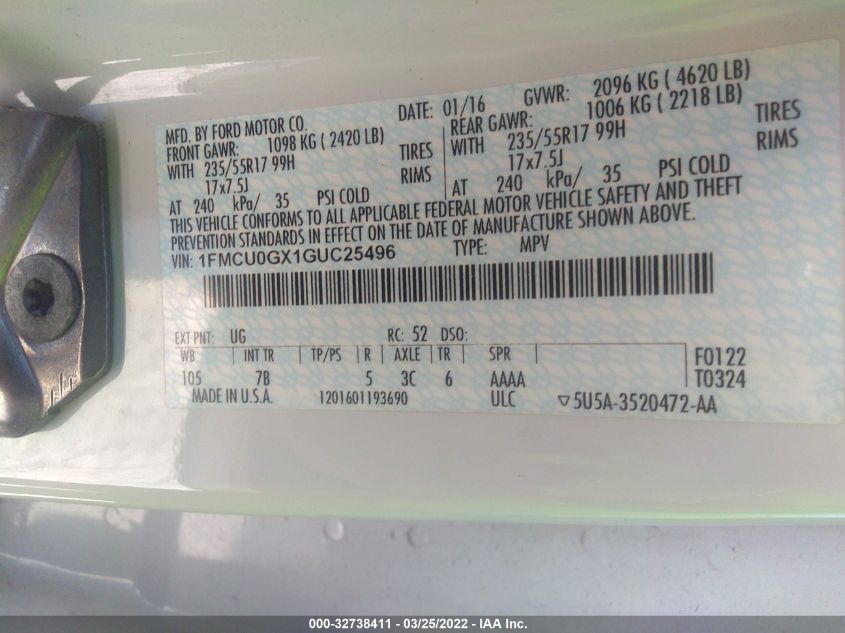 MFD. BY FORD MOTOR CO.
DATE: 01/16 GVWR: 2096 KG ( 4620 LB)
FRONT GAWR: 1098 KG ( 2420 LB)
REAR GAWR: 1006 KG ( 2218 LB)
WITH 235/55R17 99H TIRES
WITH 235/55R17 99H TIRES
17x7.5J RIMS
17x7.5J RIMS
AT 240 kPa/ 35 PSI COLD
AT 240 kPa/ 35 PSI COLD
THIS VEHICLE CONFORMS TO ALL APPLICABLE FEDERAL MOTOR VEHICLE SAFETY AND THEFT
PREVENTION STANDARDS IN EFFECT ON THE DATE OF MANUFACTURE SHOWN ABOVE.
VIN: 1FMCU0GX1GUC25496 TYPE: MPV
EXT PNT: UG RC: 52 DSO:
WB INT TR TP/PS R AXLE TR SPR F0122
105 7B 5 3C 6 AAAA T0324
MADE IN U.S.A. 1201601193690 ULC ▽5U5A-3520472-AA
000-32738411 - 03/25/2022 - IAA Inc.